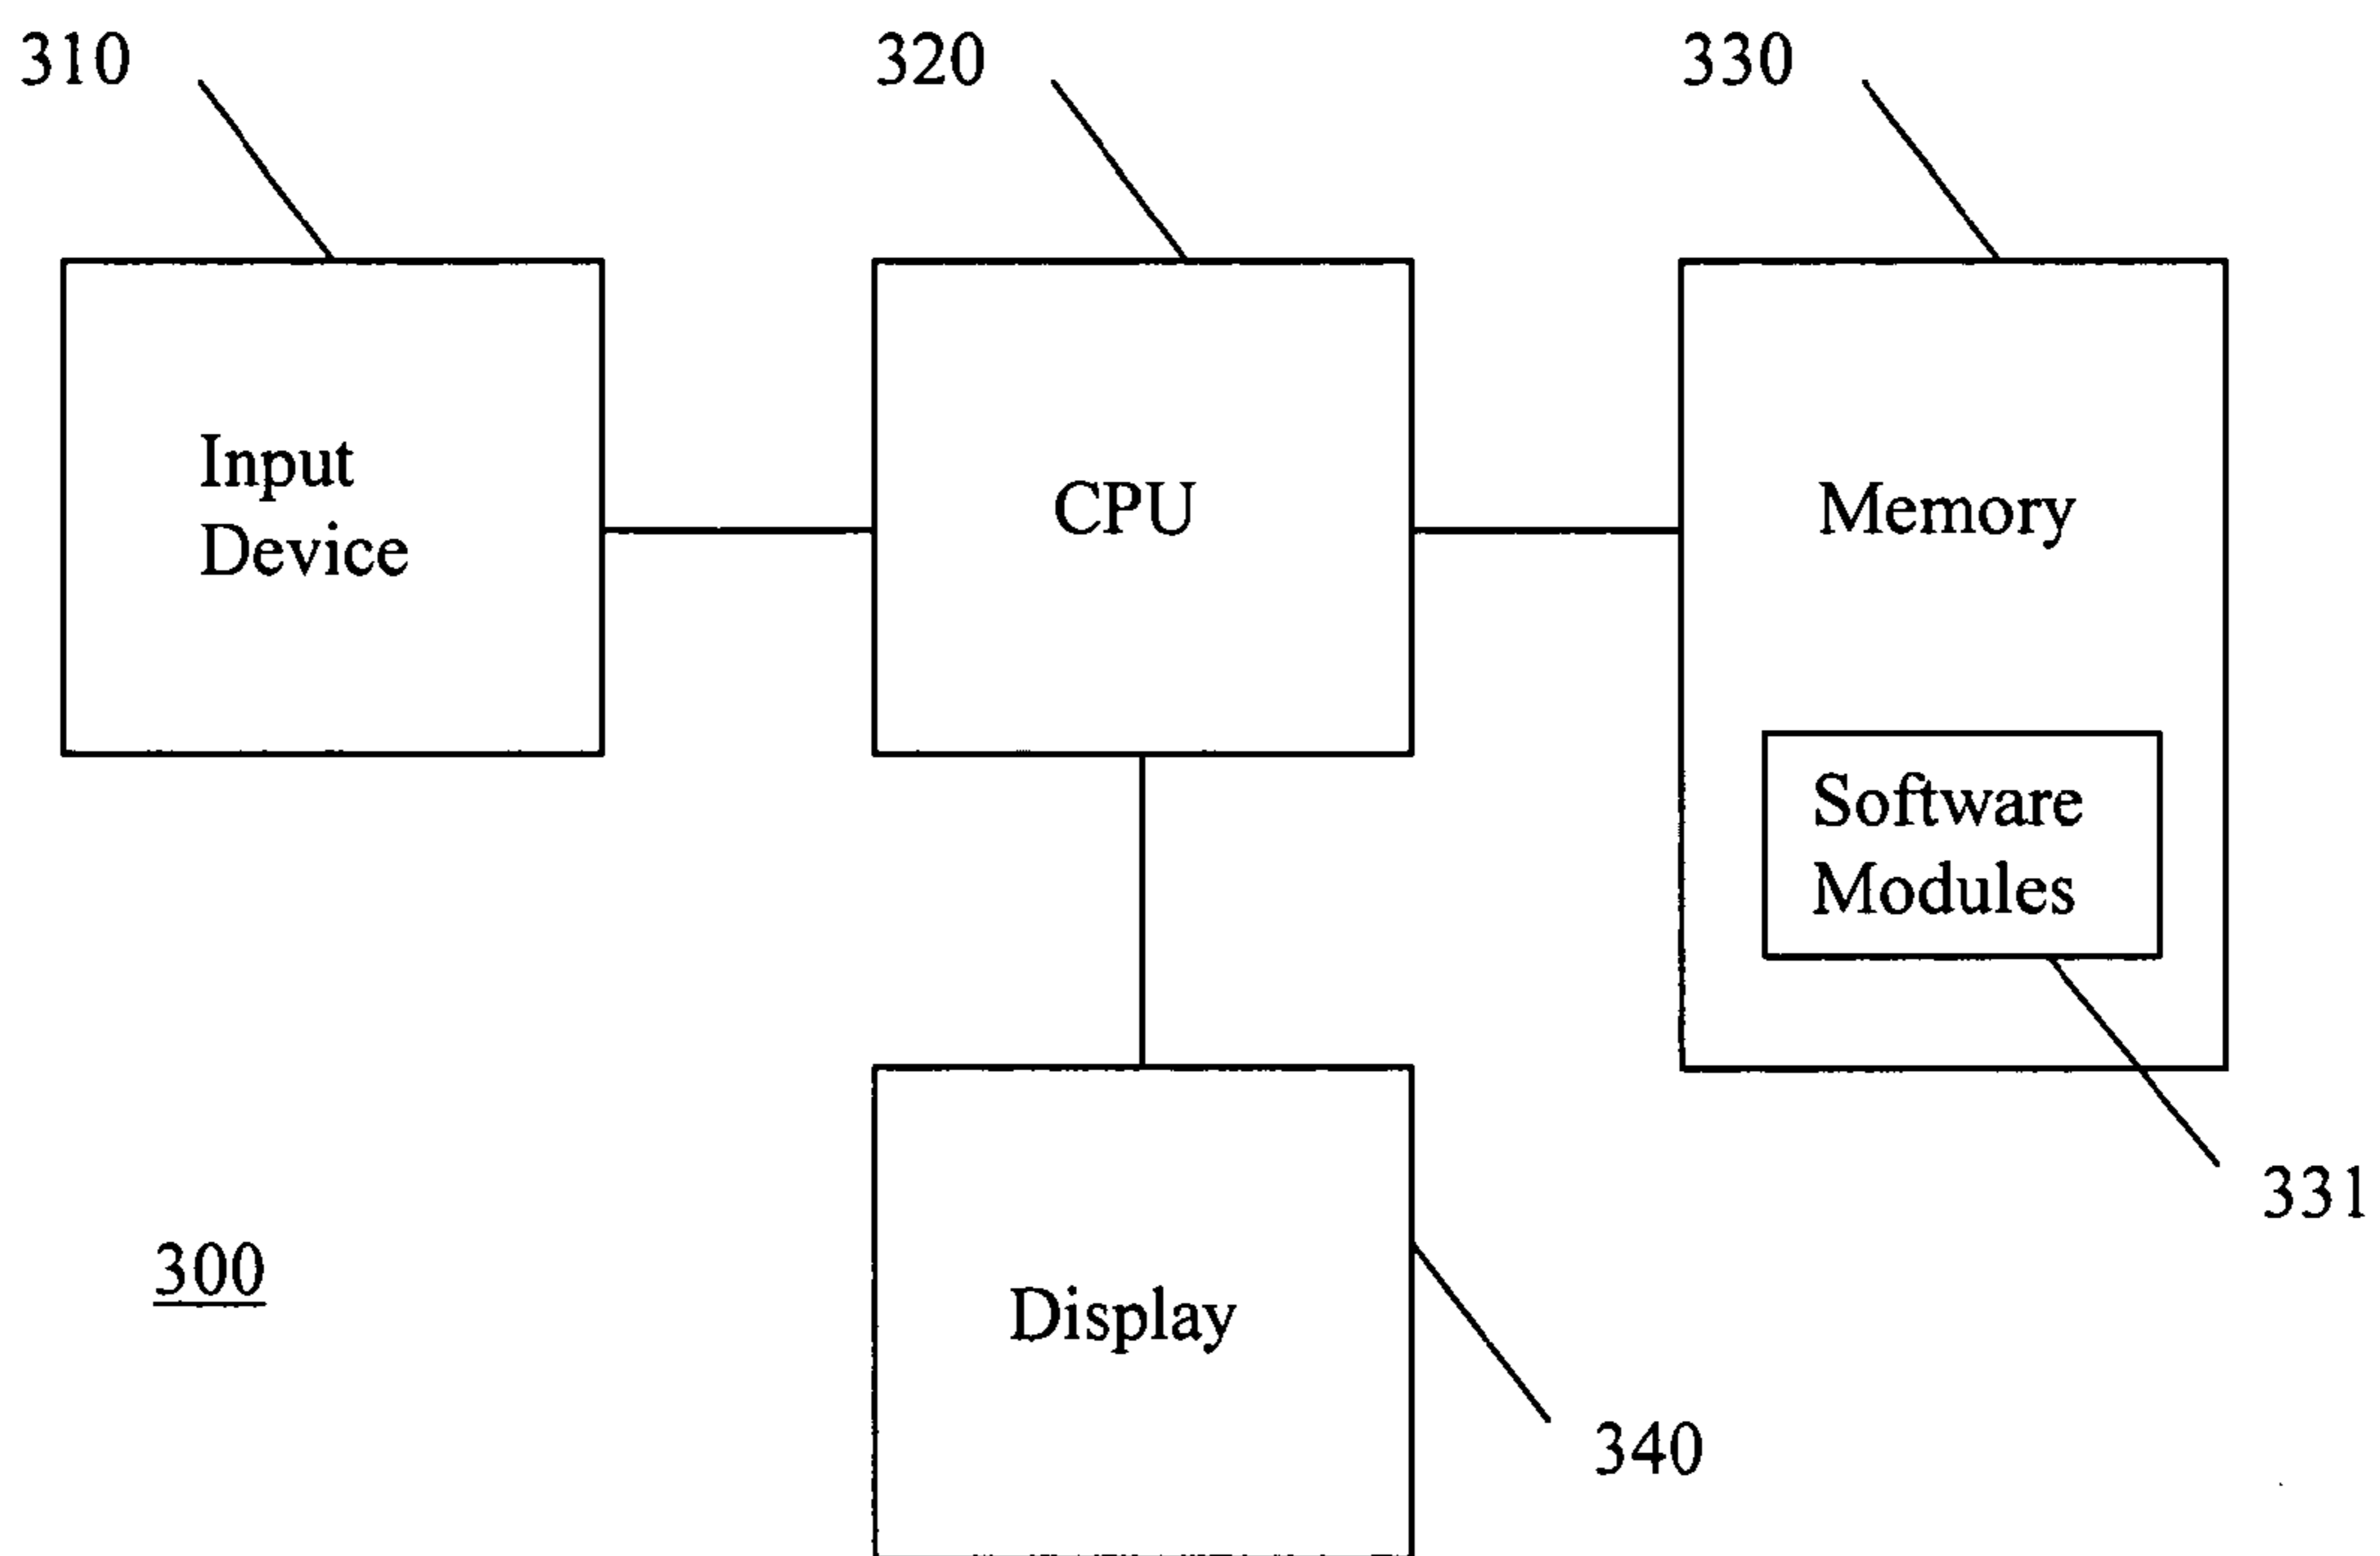 310
320
330
Input
Device
CPU
Memory
Software
Modules
331
300
Display
340